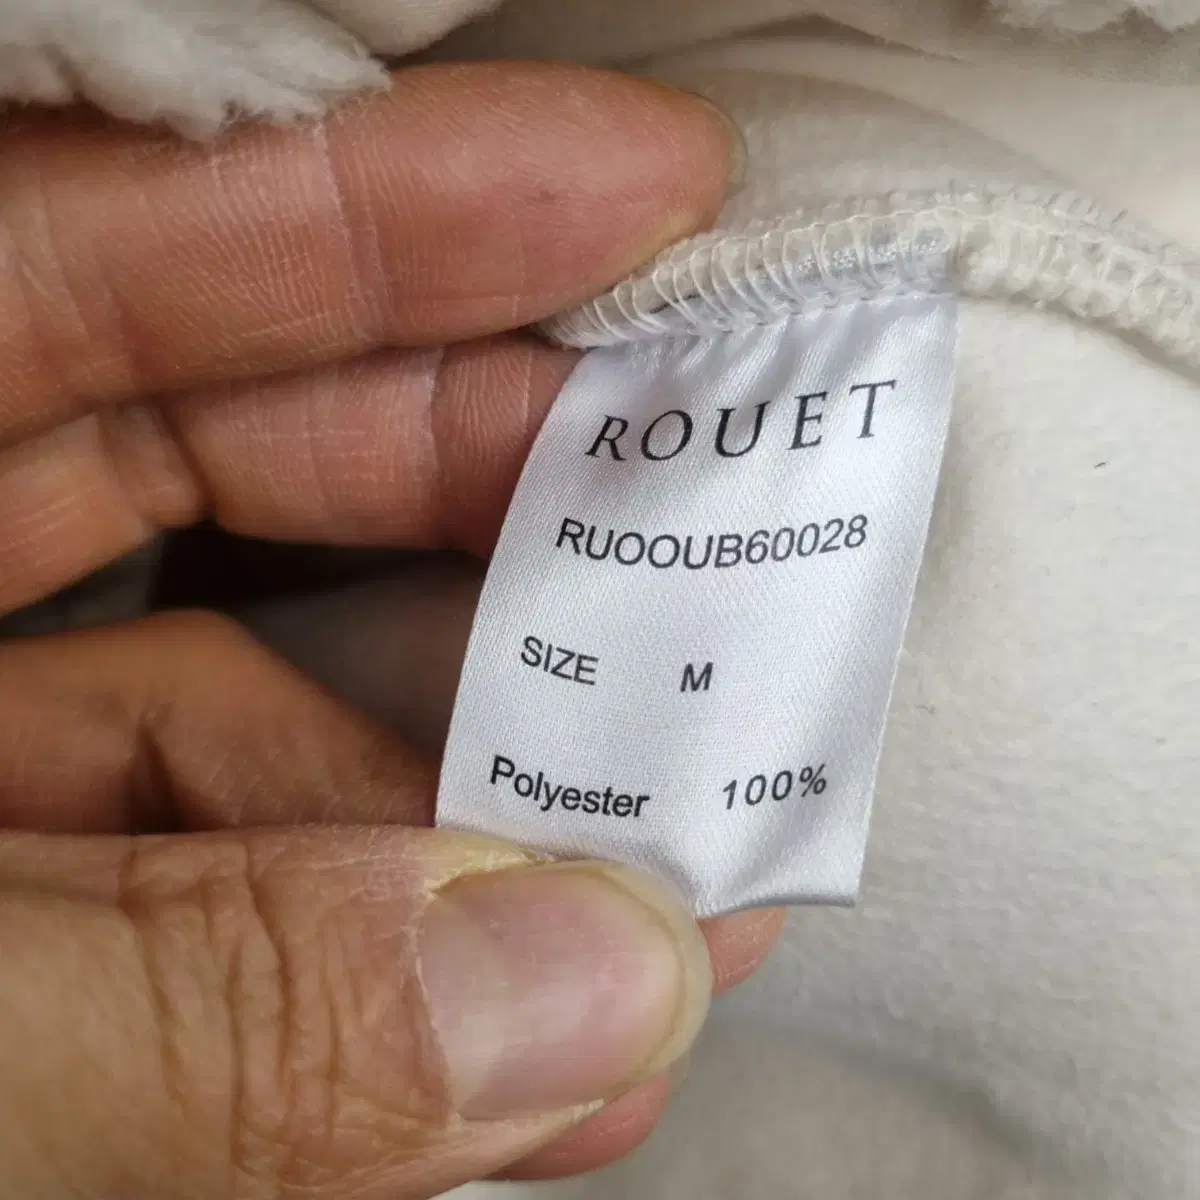 ROUET
RUOOUB60028
SIZE M
Polyester 100%